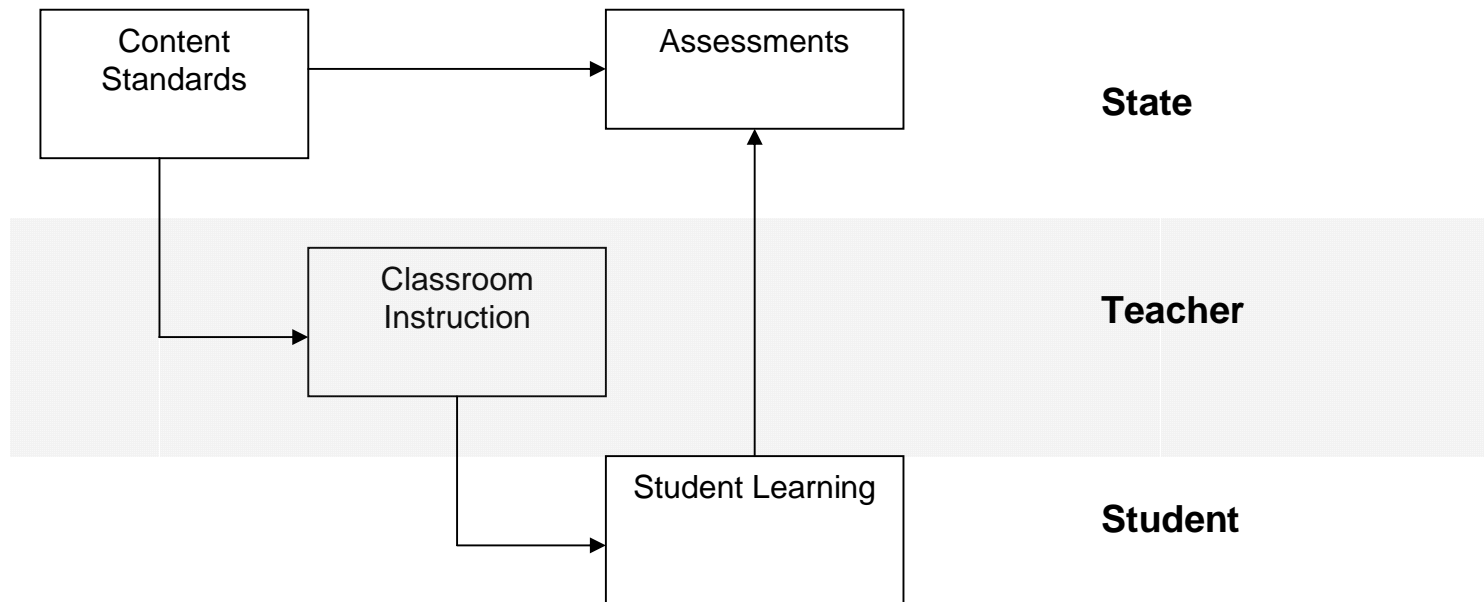 Content
Standards
Assessments
State
Classroom
Instruction
Teacher
Student Learning
Student